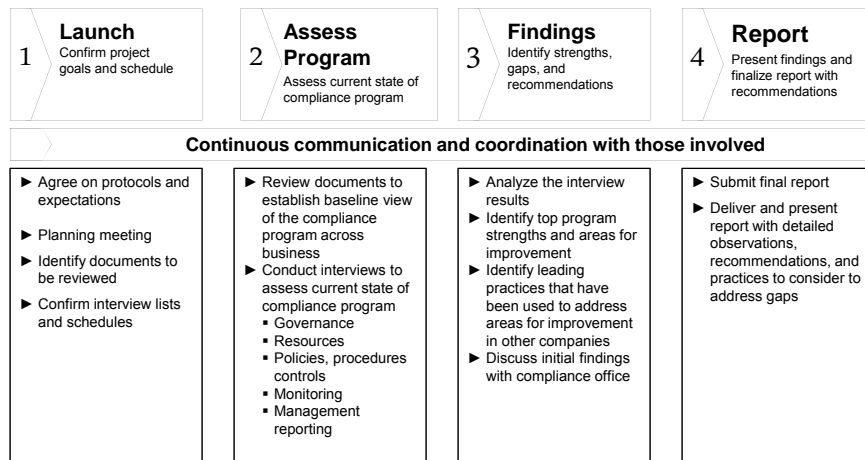 1
Launch
Confirm project
goals and schedule
2
Assess
Program
Assess current state of
compliance program
3
Findings
Identify strengths,
gaps, and
recommendations
4
Report
Present findings and
finalize report with
recommendations
Continuous communication and coordination with those involved
► Agree on protocols and
expectations
► Planning meeting
► Identify documents to
be reviewed
► Confirm interview lists
and schedules
► Review documents to
establish baseline view
of the compliance
program across
business
► Conduct interviews to
assess current state of
compliance program
▪ Governance
▪ Resources
▪ Policies, procedures
controls
▪ Monitoring
▪ Management
reporting
► Analyze the interview
results
► Identify top program
strengths and areas for
improvement
► Identify leading
practices that have
been used to address
areas for improvement
in other companies
► Discuss initial findings
with compliance office
► Submit final report
► Deliver and present
report with detailed
observations,
recommendations, and
practices to consider to
address gaps